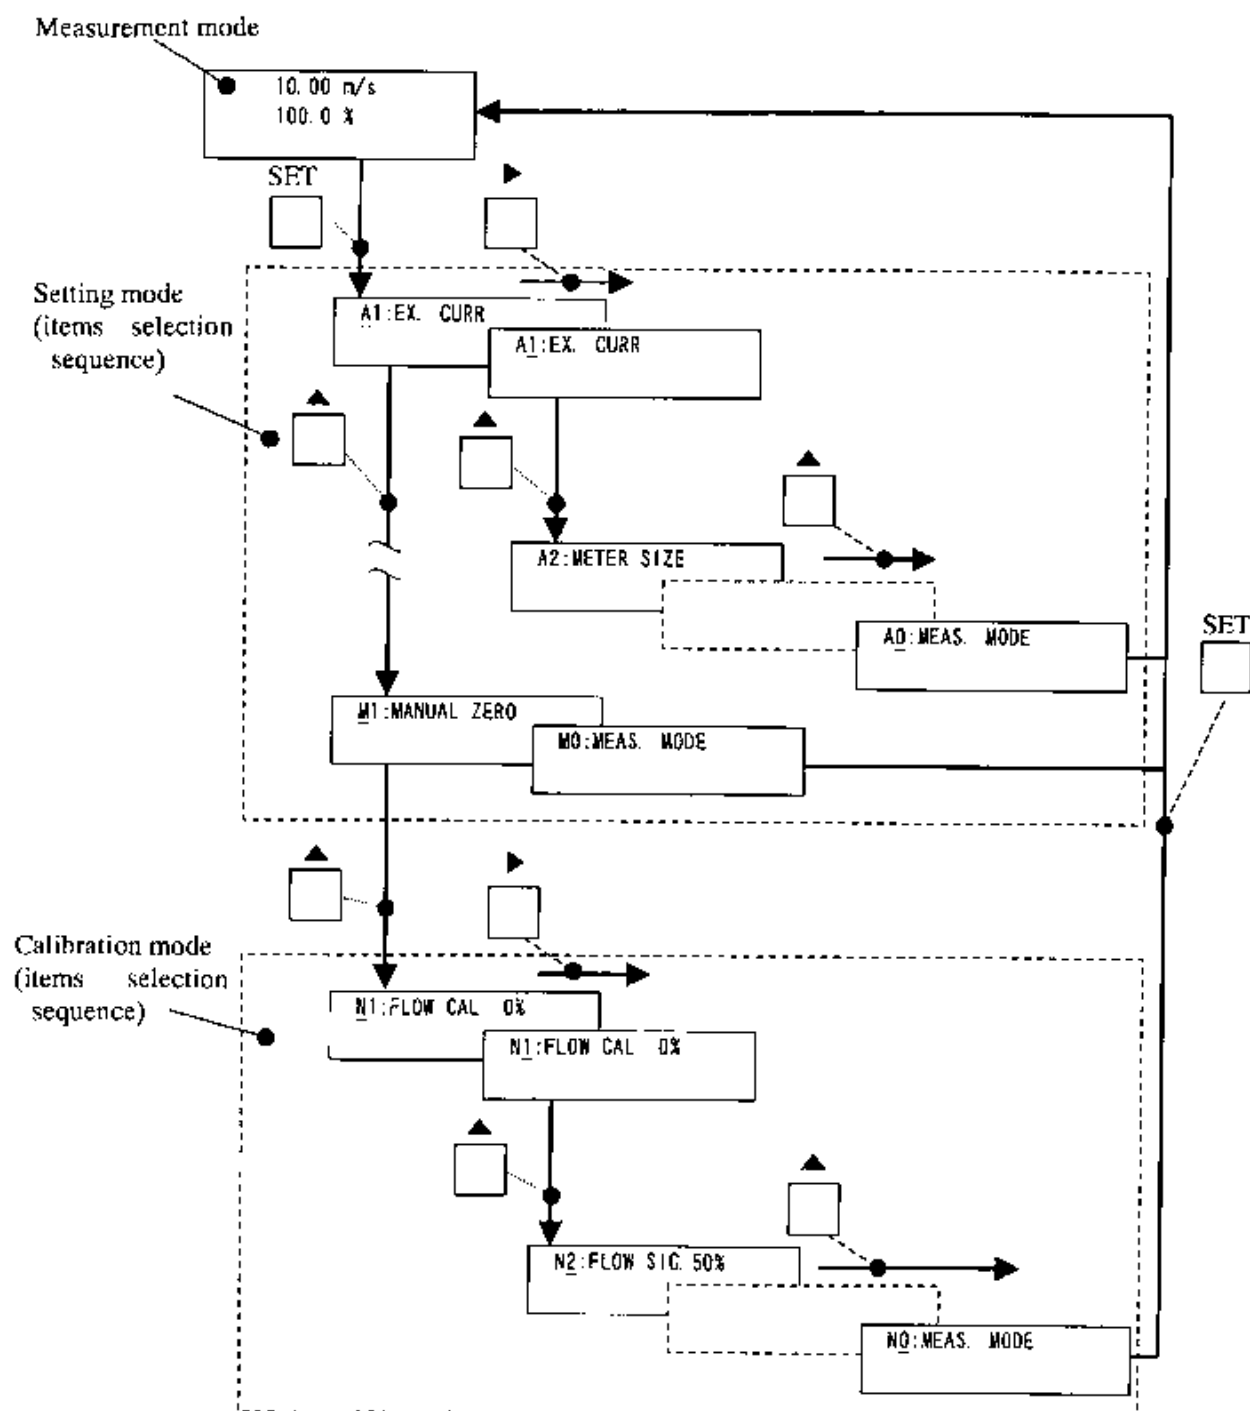 Measurement mode
10.00 m/s
100.0 %
SET
Setting mode
(items selection
sequence)
A1:EX. CURR
A1:EX. CURR
A2:METER SIZE
A0:MEAS. MODE
SET
M1:MANUAL ZERO
M0:MEAS. MODE
Calibration mode
(items selection
sequence)
N1:FLOW CAL 0%
N1:FLOW CAL 0%
N2:FLOW SIG. 50%
N0:MEAS. MODE